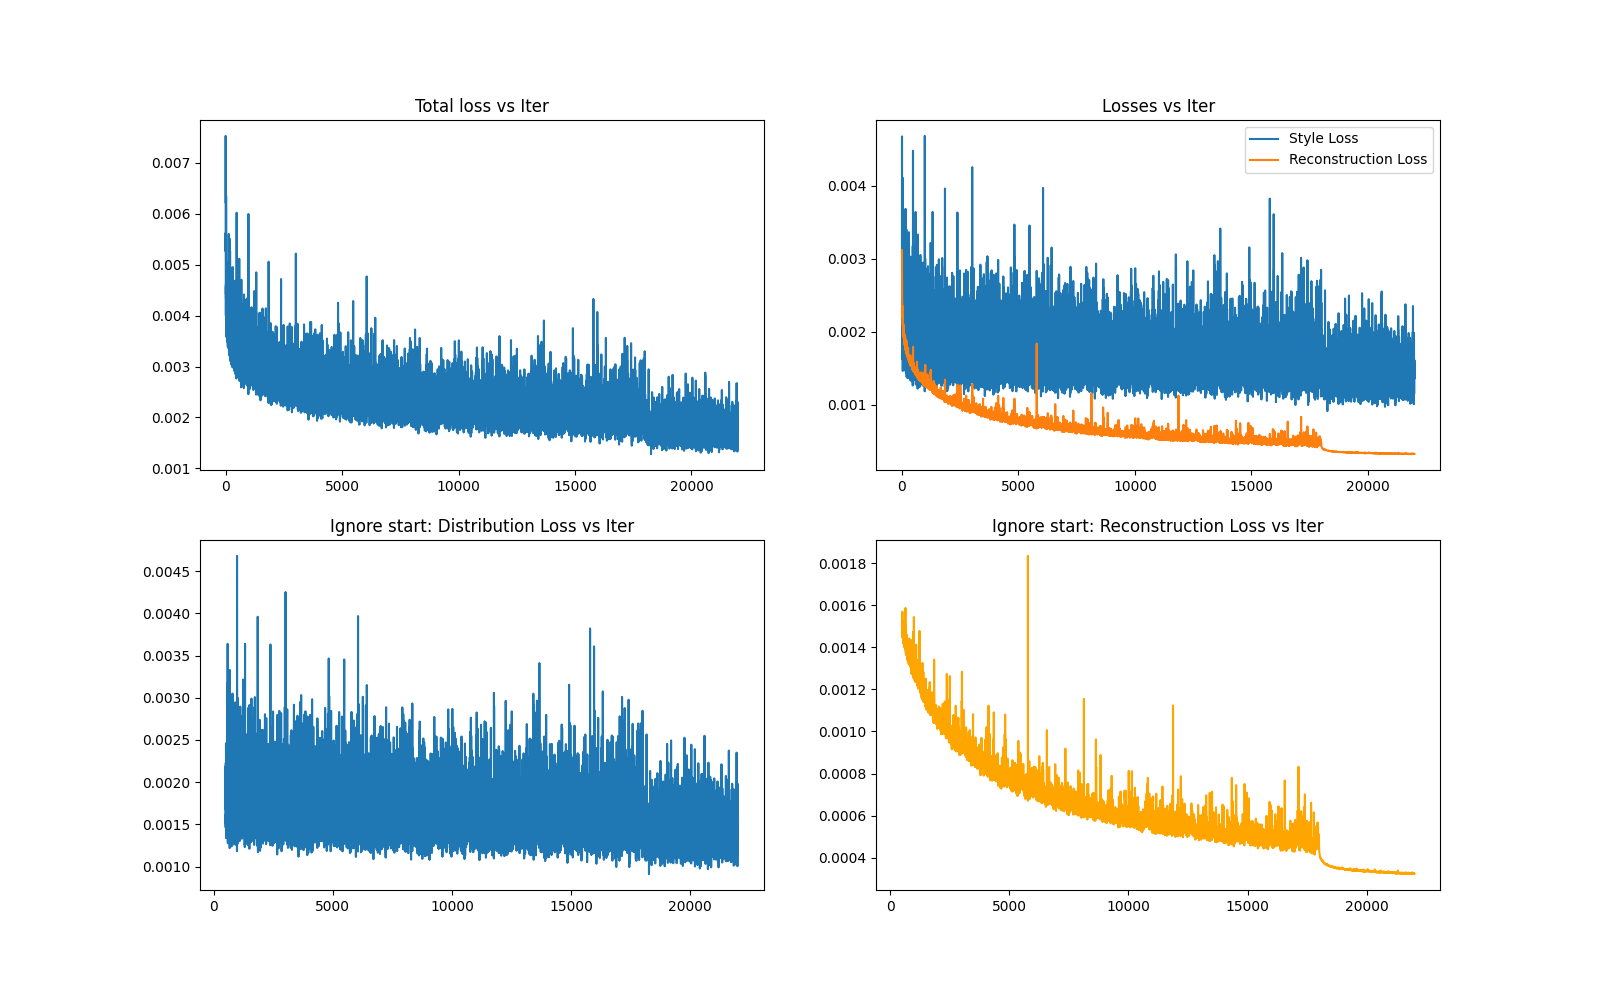 Total loss vs Iter
0.007
0.006
0.005
0.004
0.003
0.002
0.001
0 5000 10000 15000 20000
Losses vs Iter
Style Loss
Reconstruction Loss
0.004
0.003
0.002
0.001
0 5000 10000 15000 20000
Ignore start: Distribution Loss vs Iter
0.0045
0.0040
0.0035
0.0030
0.0025
0.0020
0.0015
0.0010
0 5000 10000 15000 20000
Ignore start: Reconstruction Loss vs Iter
0.0018
0.0016
0.0014
0.0012
0.0010
0.0008
0.0006
0.0004
0 5000 10000 15000 20000